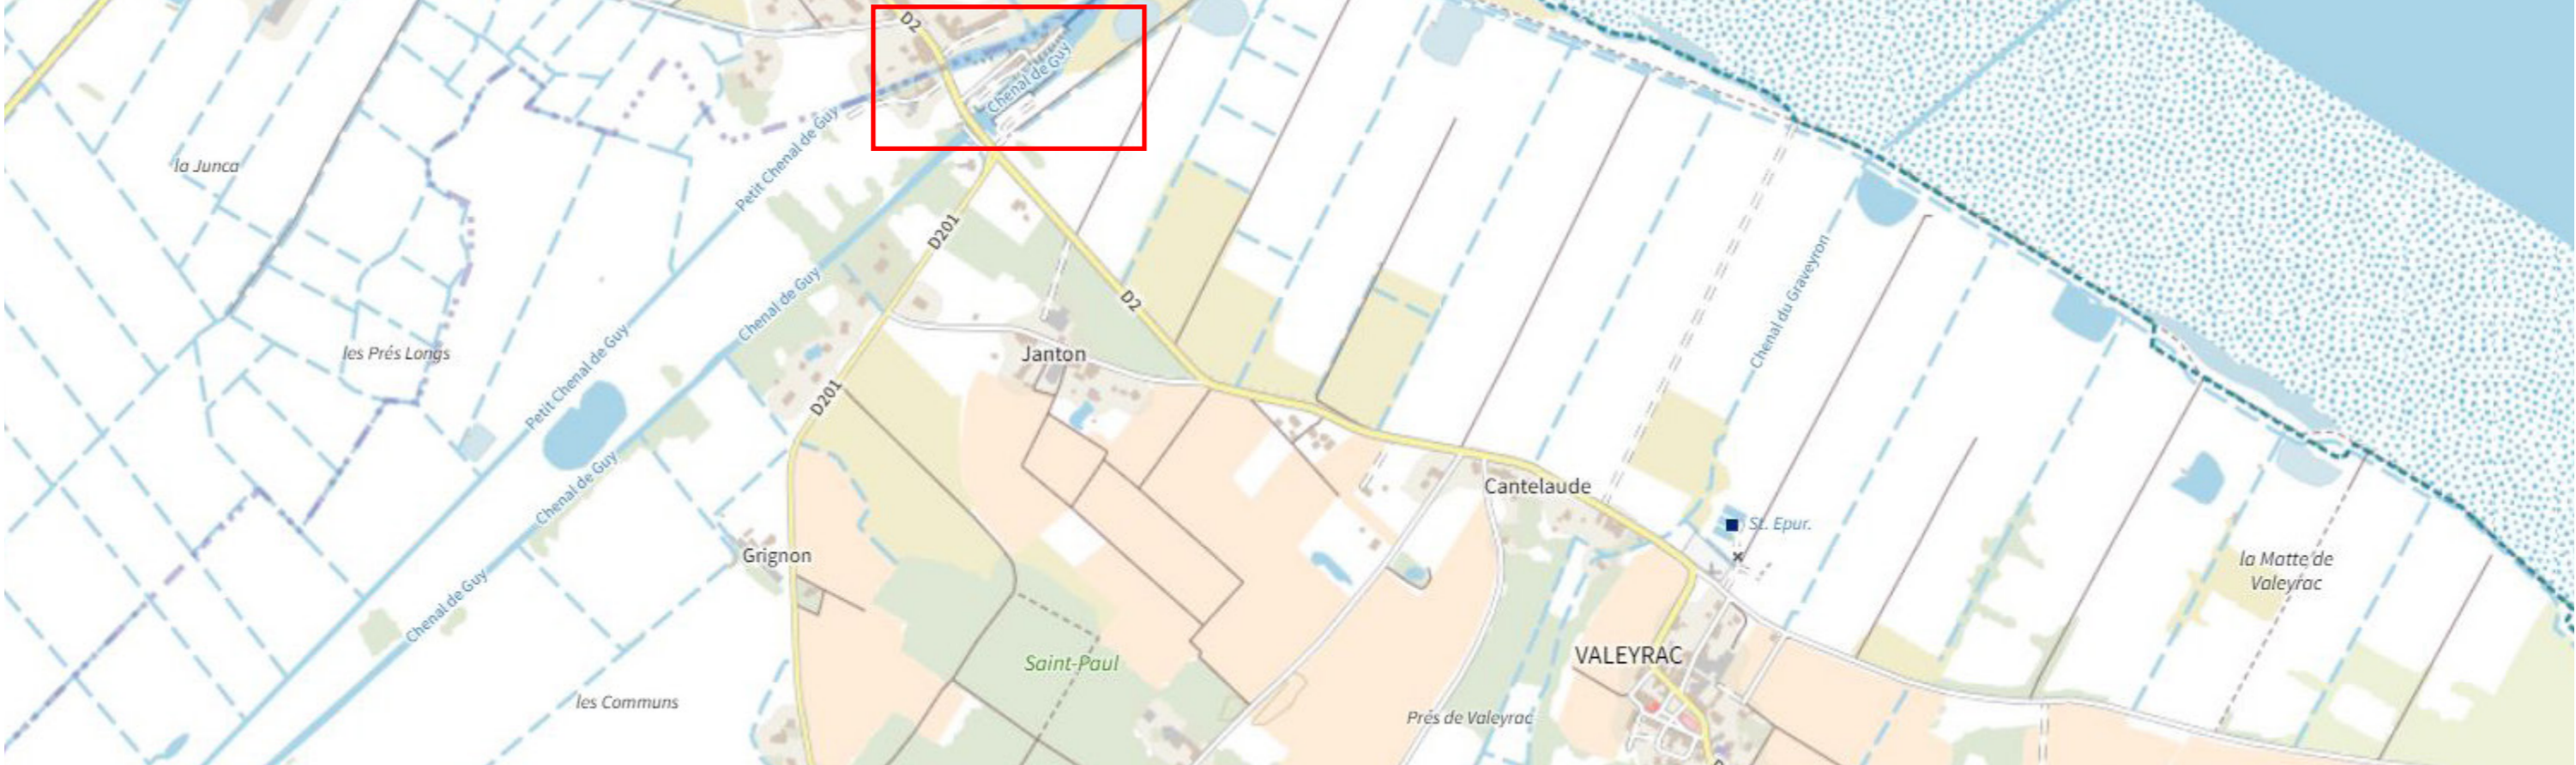 D2
Chenal de Guy
Petit Chenal de Guy
la Junca
D201
Chenal du Graveyron
Chenal de Guy
D2
les Prés Longs
Petit Chenal de Guy
Janton
D201
Chenal de Guy
Cantelaude
St. Epur.
Grignon
la Matte de
Valeyrac
Chenal de Guy
VALEYRAC
Saint-Paul
les Communs
Prés de Valeyrac